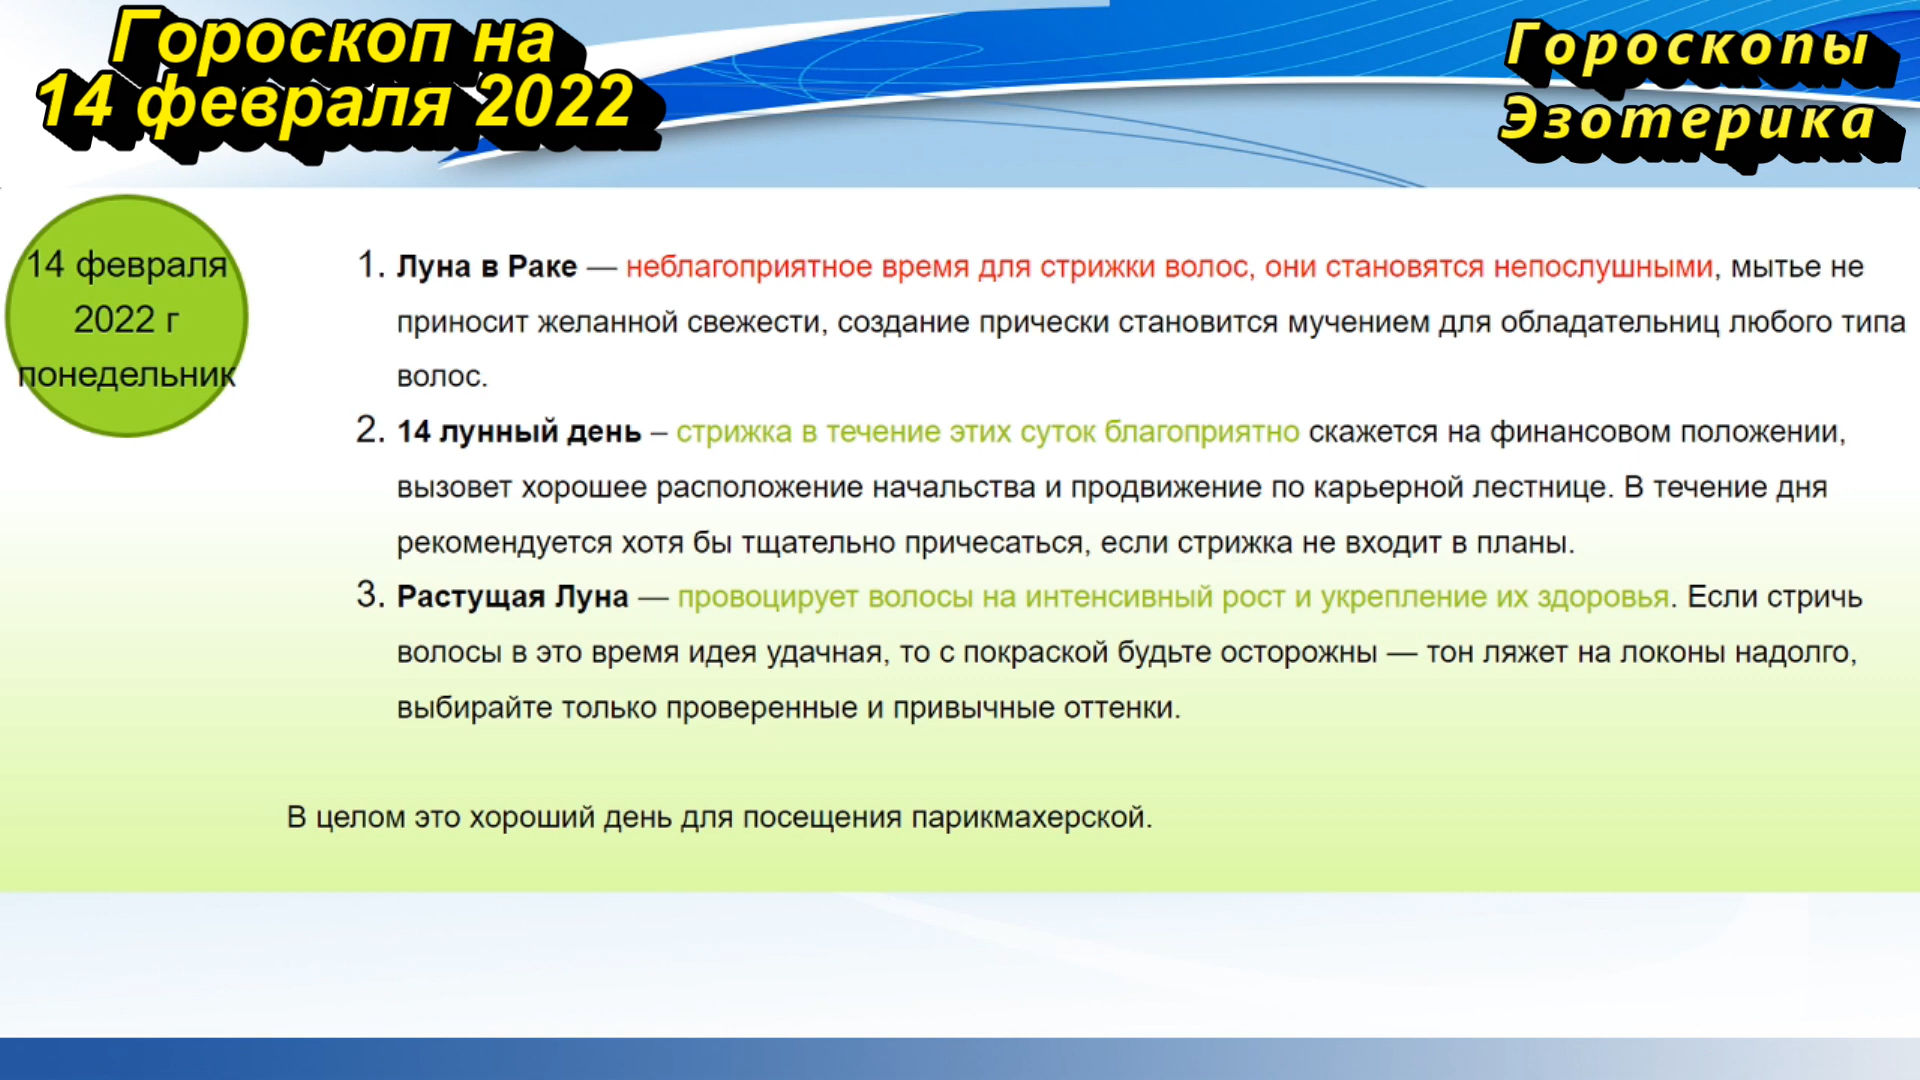 Гороскоп на
14 февраля 2022
Гороскопы
Эзотерика
14 февраля
2022 г
понедельник
1. Луна в Раке — неблагоприятное время для стрижки волос, они становятся непослушными, мытье не
приносит желанной свежести, создание прически становится мучением для обладательниц любого типа
волос.
2. 14 лунный день – стрижка в течение этих суток благоприятно скажется на финансовом положении,
вызовет хорошее расположение начальства и продвижение по карьерной лестнице. В течение дня
рекомендуется хотя бы тщательно причесаться, если стрижка не входит в планы.
3. Растущая Луна — провоцирует волосы на интенсивный рост и укрепление их здоровья. Если стричь
волосы в это время идея удачная, то с покраской будьте осторожны — тон ляжет на локоны надолго,
выбирайте только проверенные и привычные оттенки.
В целом это хороший день для посещения парикмахерской.